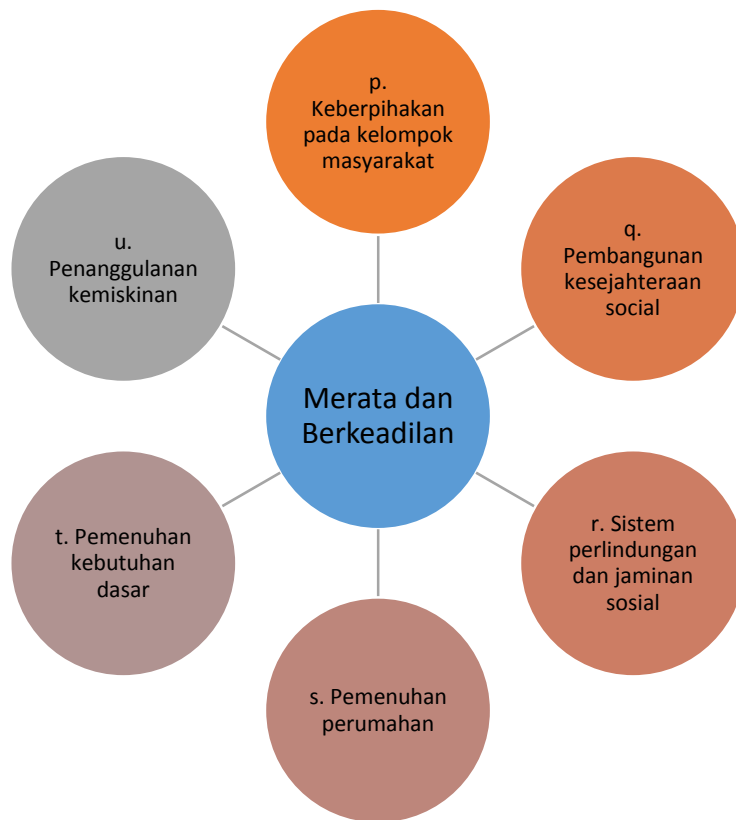 p.
Keberpihakan
pada kelompok
masyarakat
q.
Pembangunan
kesejahteraan
social
r. Sistem
perlindungan
dan jaminan
sosial
s. Pemenuhan
perumahan
t. Pemenuhan
kebutuhan
dasar
u.
Penanggulanan
kemiskinan
Merata dan
Berkeadilan